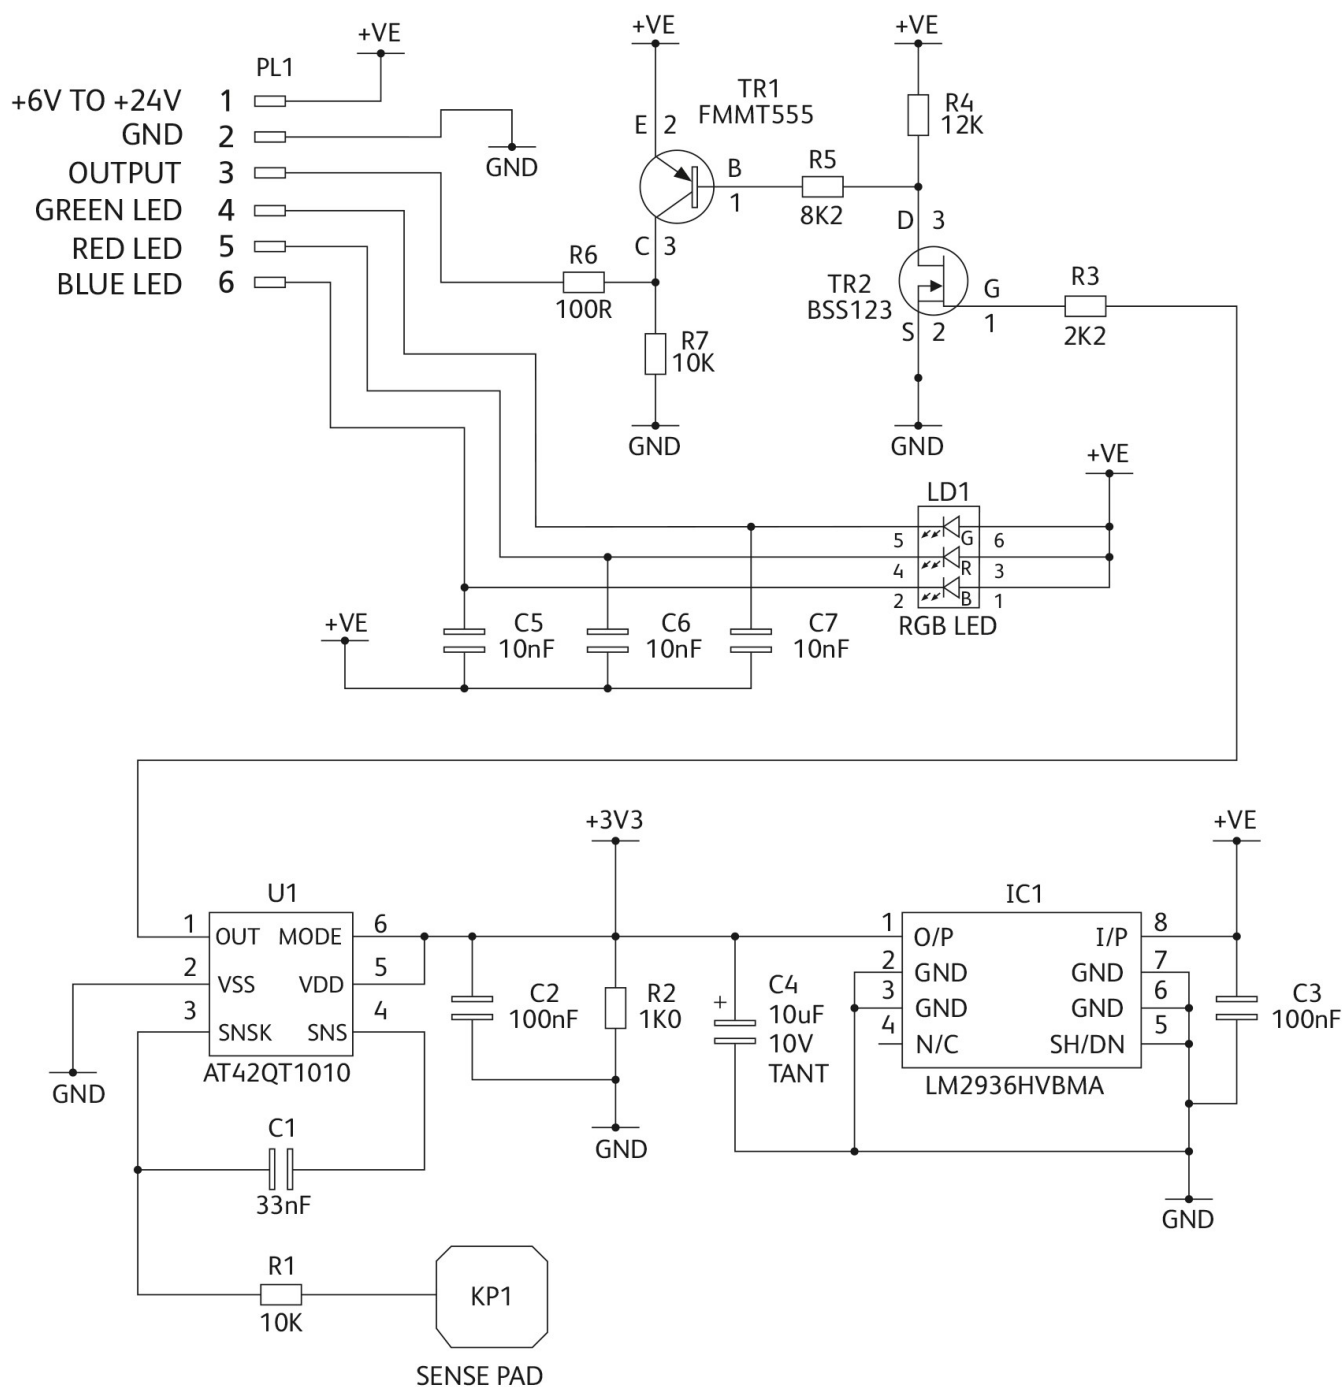 +VE
+VE
+VE
PL1
+6V TO +24V 1
GND 2
OUTPUT 3
GREEN LED 4
RED LED 5
BLUE LED 6
GND
TR1
FMMT555
E 2
B
1
C 3
R4
12K
R5
8K2
D 3
R6
100R
R7
10K
GND
TR2
BSS123
G
1
S 2
R3
2K2
GND
+VE
LD1
5 G 6
4 R 3
2 B 1
RGB LED
+VE
C5
10nF
C6
10nF
C7
10nF
+3V3
+VE
U1
1 OUT MODE 6
2 VSS VDD 5
3 SNSK SNS 4
AT42QT1010
GND
C1
33nF
C2
100nF
R2
1K0
GND
+
C4
10uF
10V
TANT
IC1
1 O/P I/P 8
2 GND GND 7
3 GND GND 6
4 N/C SH/DN 5
LM2936HVBMA
C3
100nF
GND
R1
10K
KP1
SENSE PAD